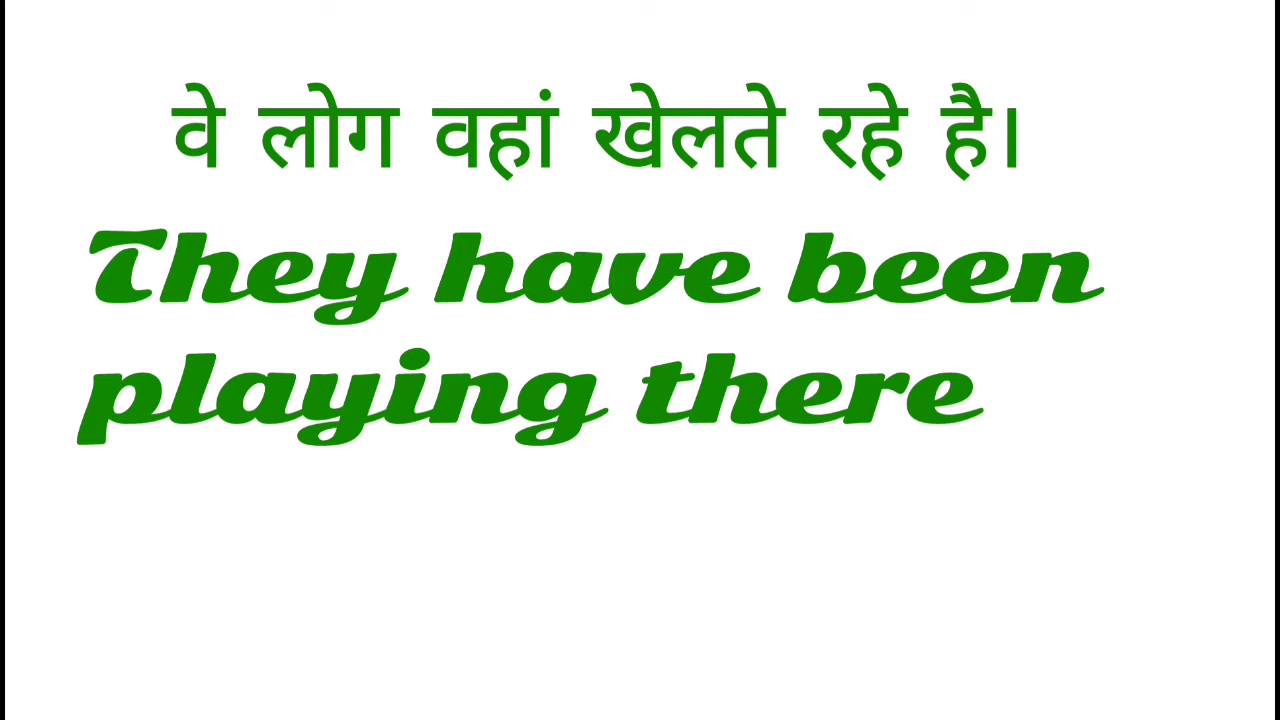 वे लोग वहां खेलते रहे है।
They have been
playing there